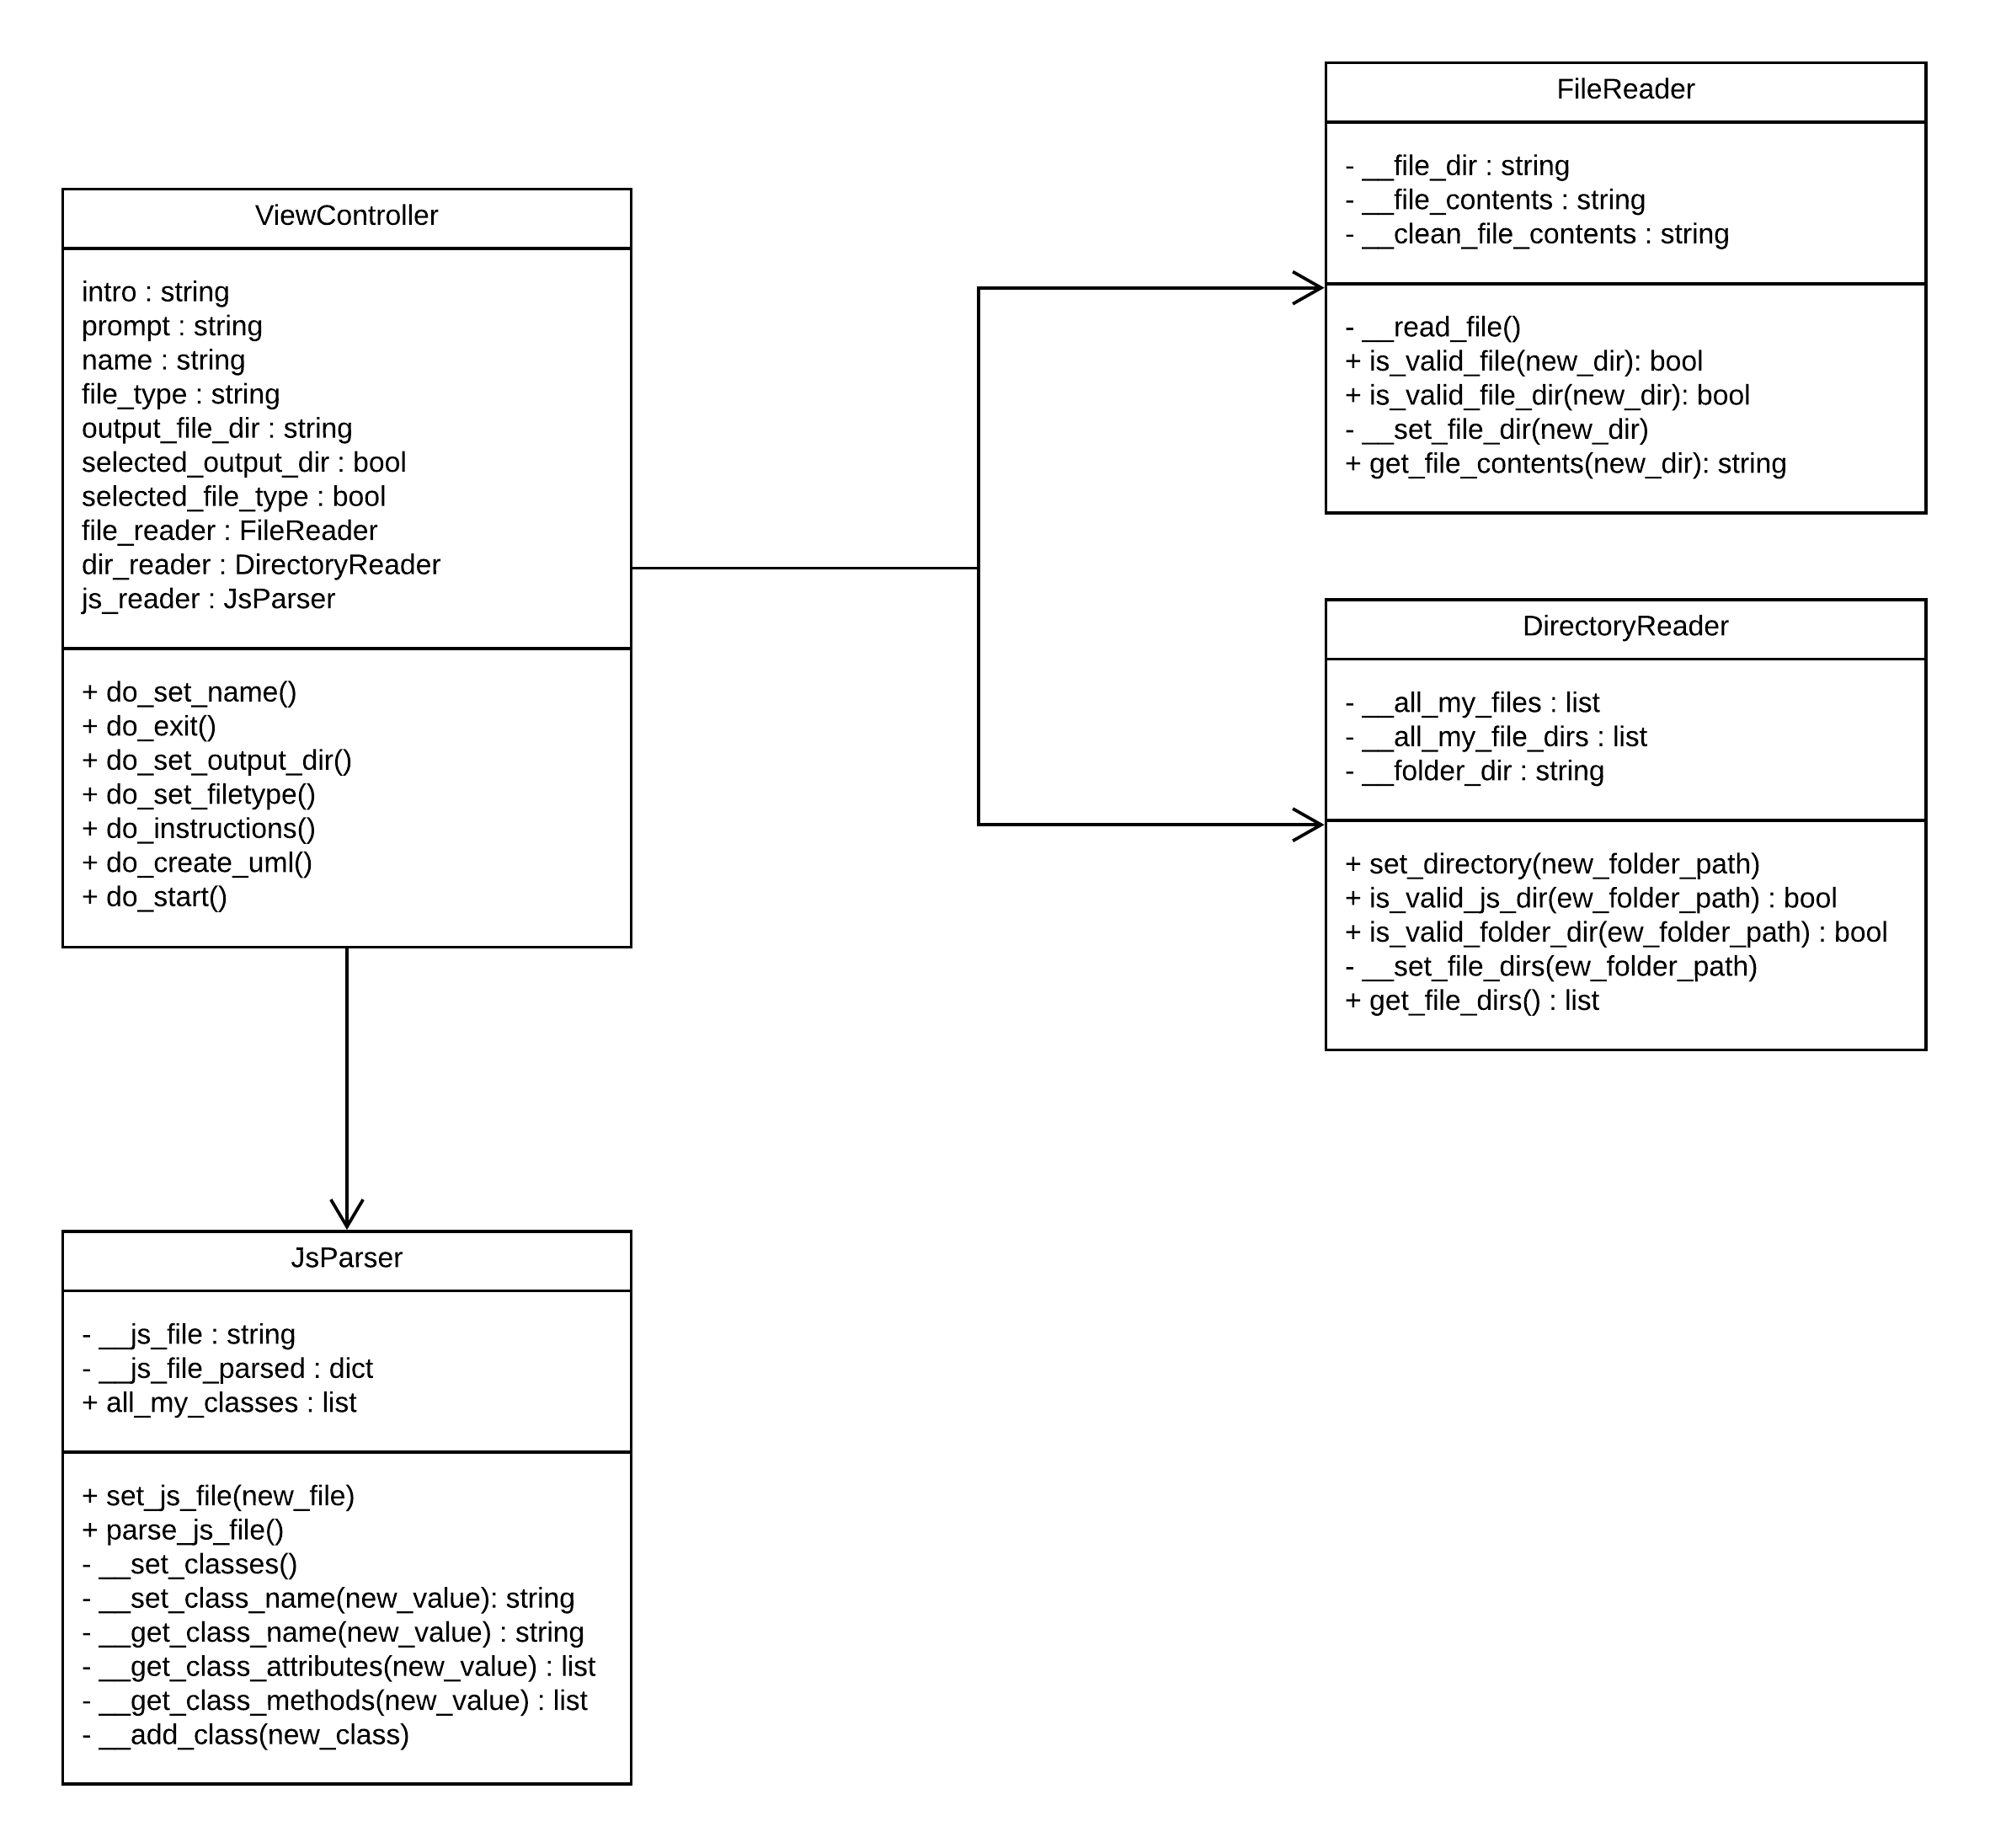 ViewController
intro : string
prompt : string
name : string
file_type : string
output_file_dir : string
selected_output_dir : bool
selected_file_type : bool
file_reader : FileReader
dir_reader : DirectoryReader
js_reader : JsParser
+ do_set_name()
+ do_exit()
+ do_set_output_dir()
+ do_set_filetype()
+ do_instructions()
+ do_create_uml()
+ do_start()
FileReader
- __file_dir : string
- __file_contents : string
- __clean_file_contents : string
- __read_file()
+ is_valid_file(new_dir): bool
+ is_valid_file_dir(new_dir): bool
- __set_file_dir(new_dir)
+ get_file_contents(new_dir): string
DirectoryReader
- __all_my_files : list
- __all_my_file_dirs : list
- __folder_dir : string
+ set_directory(new_folder_path)
+ is_valid_js_dir(ew_folder_path) : bool
+ is_valid_folder_dir(ew_folder_path) : bool
- __set_file_dirs(ew_folder_path)
+ get_file_dirs() : list
JsParser
- __js_file : string
- __js_file_parsed : dict
+ all_my_classes : list
+ set_js_file(new_file)
+ parse_js_file()
- __set_classes()
- __set_class_name(new_value): string
- __get_class_name(new_value) : string
- __get_class_attributes(new_value) : list
- __get_class_methods(new_value) : list
- __add_class(new_class)